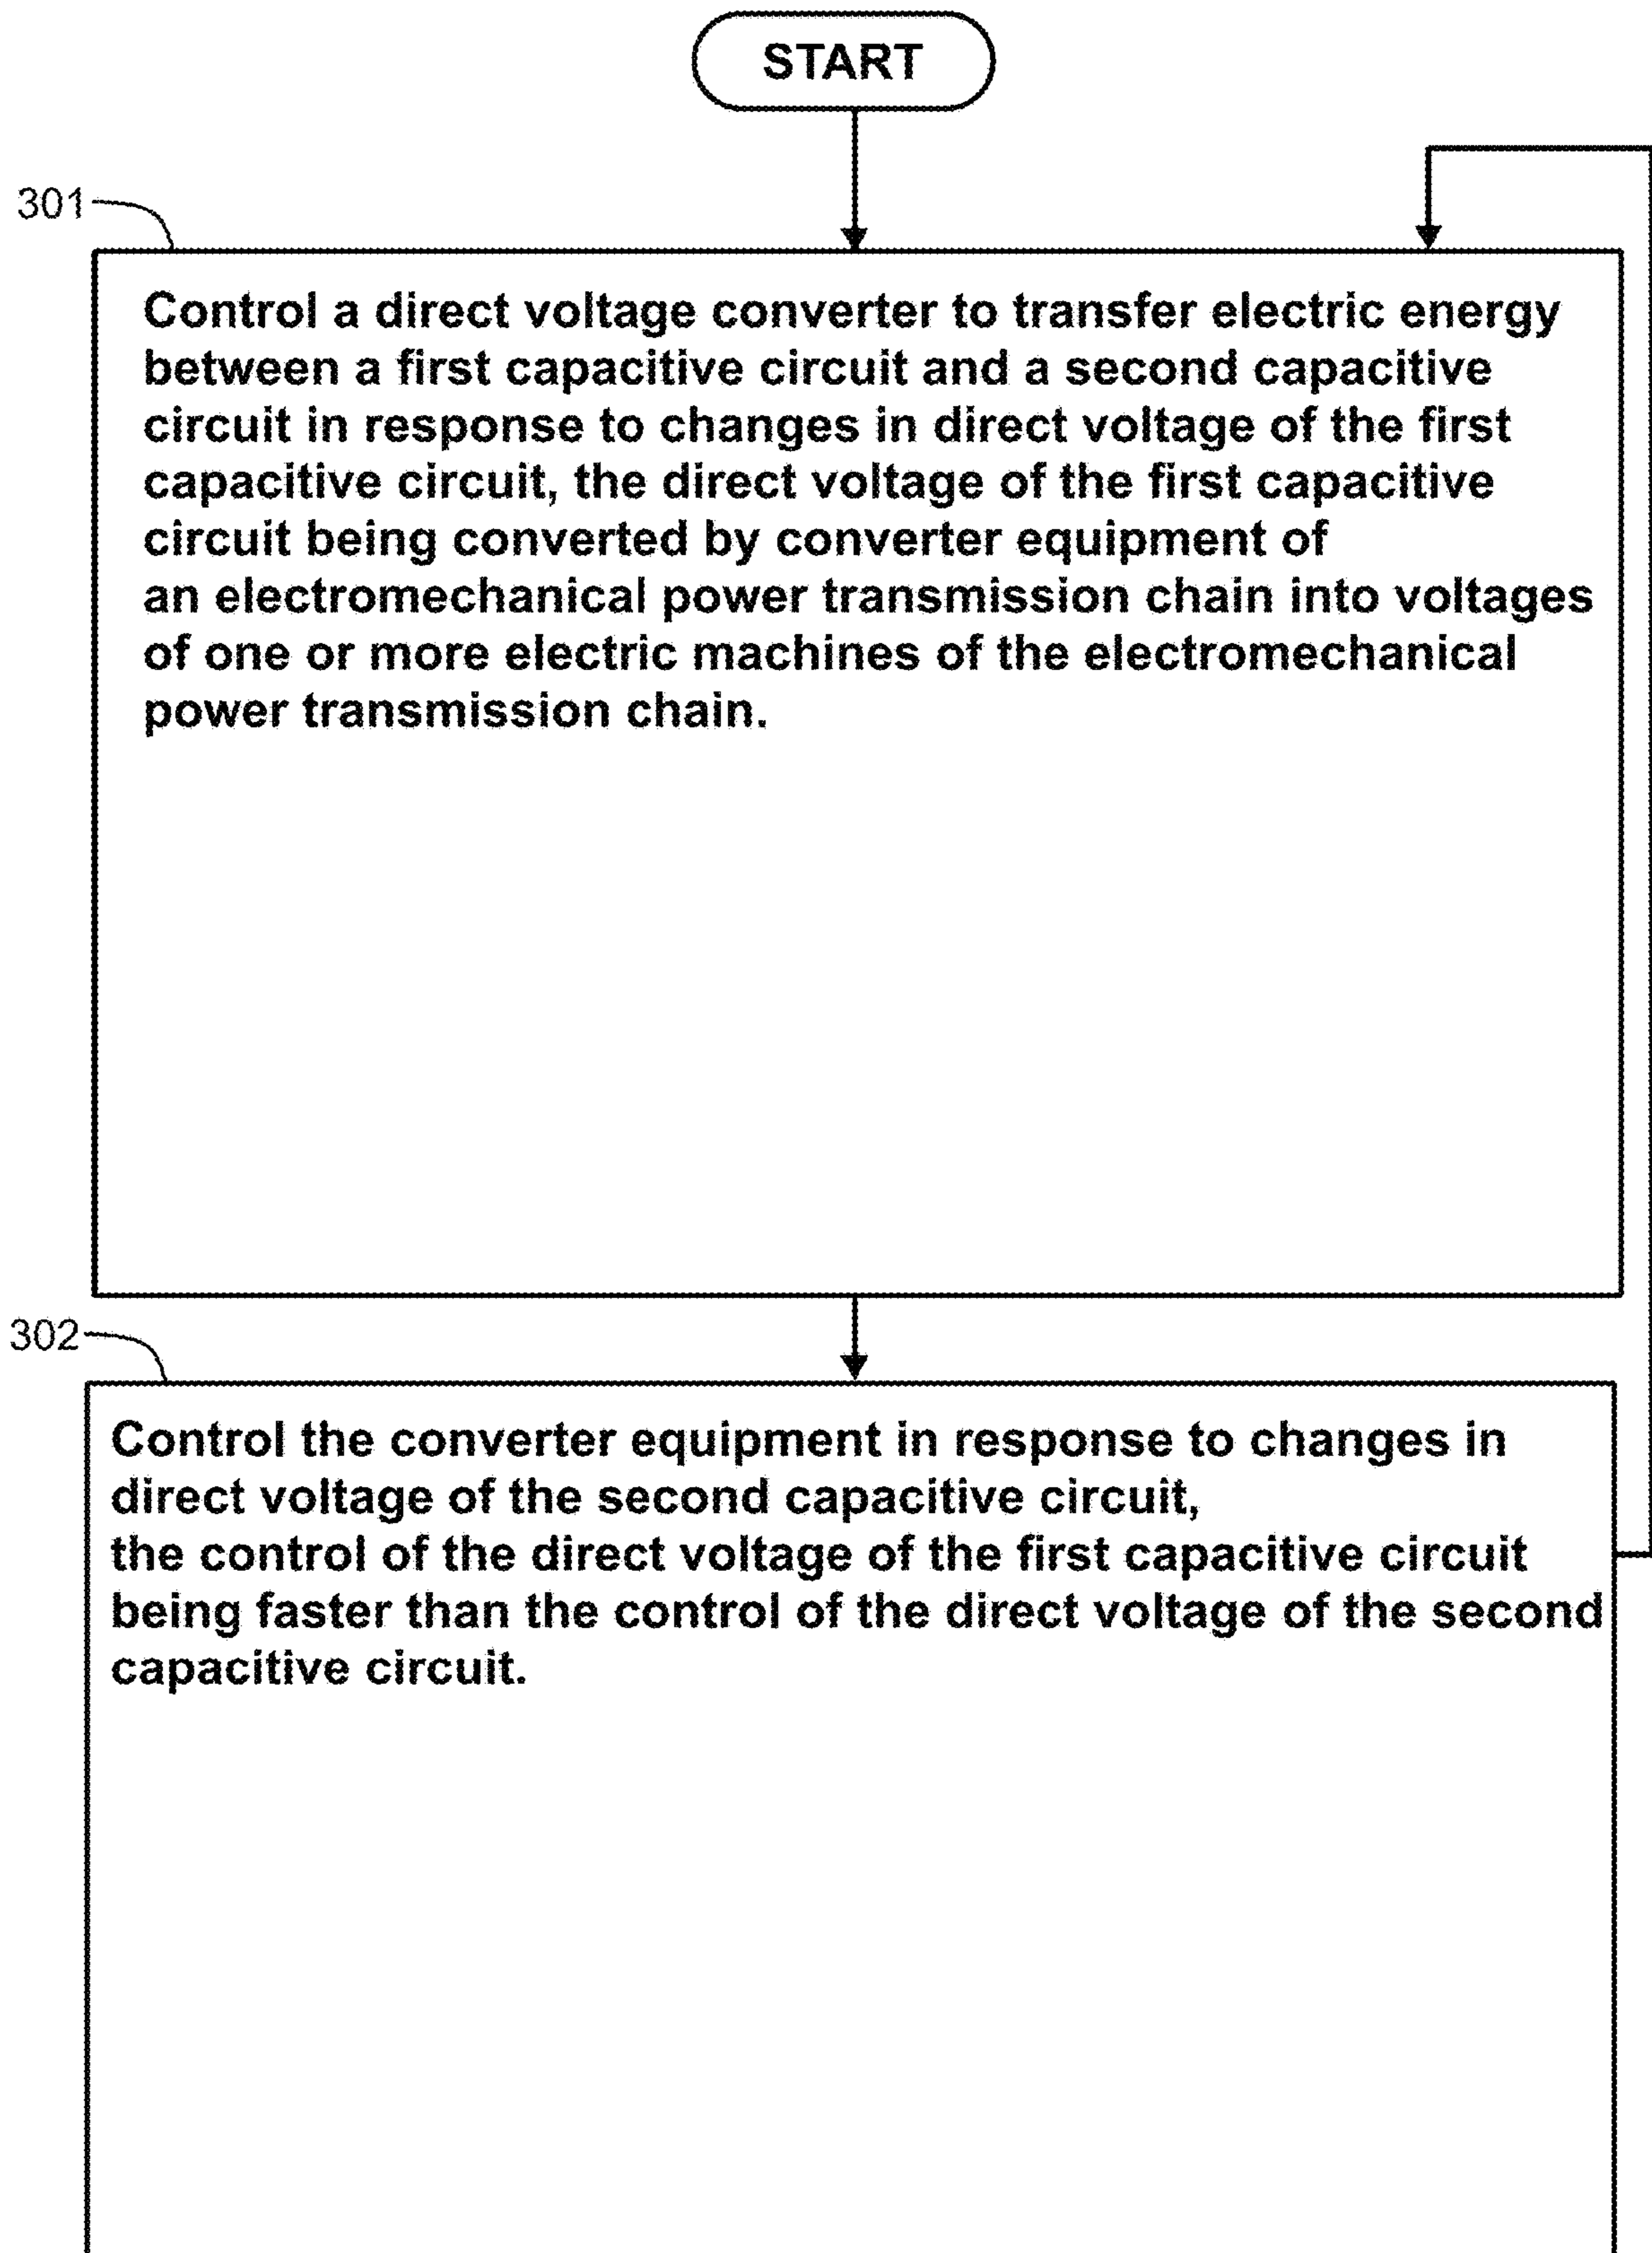 START
301
Control a direct voltage converter to transfer electric energy
between a first capacitive circuit and a second capacitive
circuit in response to changes in direct voltage of the first
capacitive circuit, the direct voltage of the first capacitive
circuit being converted by converter equipment of
an electromechanical power transmission chain into voltages
of one or more electric machines of the electromechanical
power transmission chain.
302
Control the converter equipment in response to changes in
direct voltage of the second capacitive circuit,
the control of the direct voltage of the first capacitive circuit
being faster than the control of the direct voltage of the second
capacitive circuit.